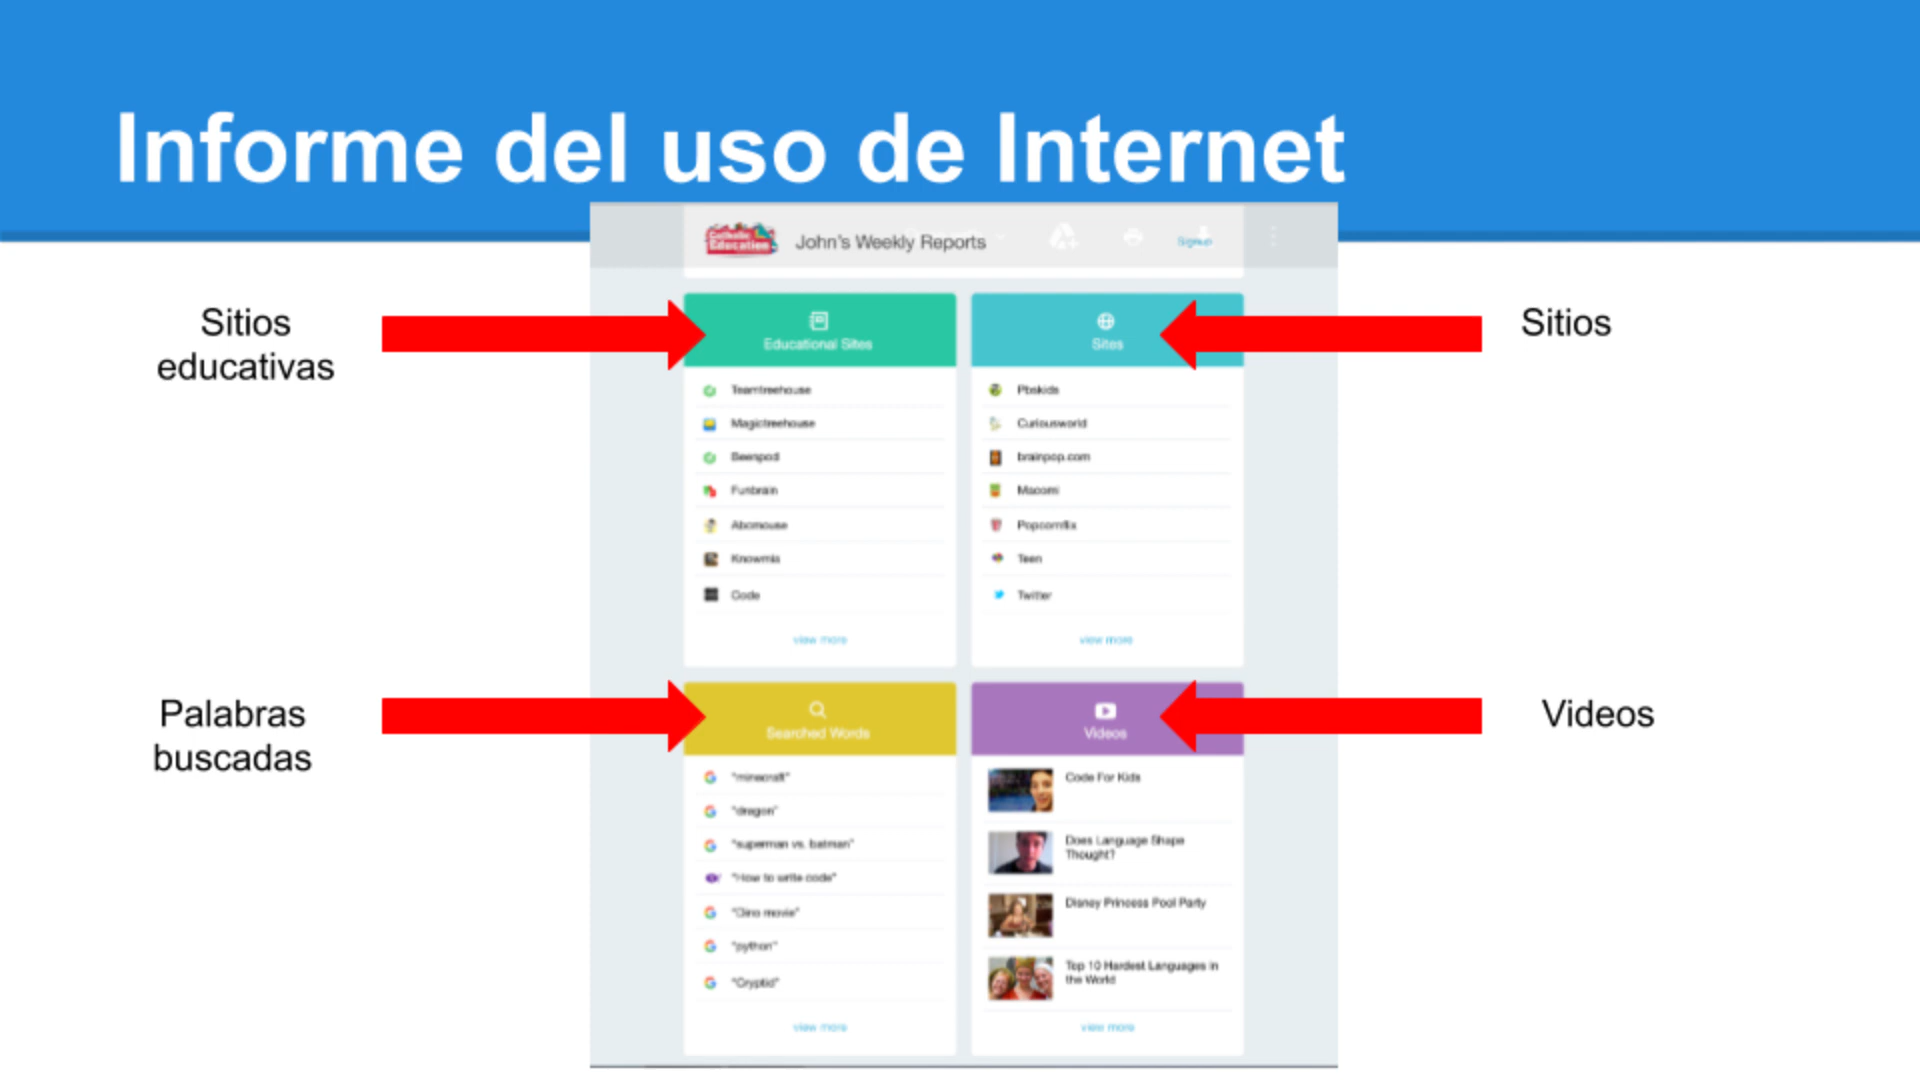 Informe del uso de Internet
Catholic
Education
John's Weekly Reports
Signup
Sitios
educativas
Educational Sites
Teamtreehouse
Magictreehouse
Beenpod
Funbrain
Abcmouse
Knowmia
Code
view more
Sites
Pbskids
Curiousworld
brainpop.com
Macomi
Popcornflix
Teen
Twitter
view more
Sitios
Palabras
buscadas
Searched Words
"minecraft"
"dragon"
"superman vs. batman"
"How to write code"
"Dino movie"
"python"
"Cryptid"
view more
Videos
Code For Kids
Does Language Shape
Thought?
Disney Princess Pool Party
Top 10 Hardest Languages in
the World
view more
Videos